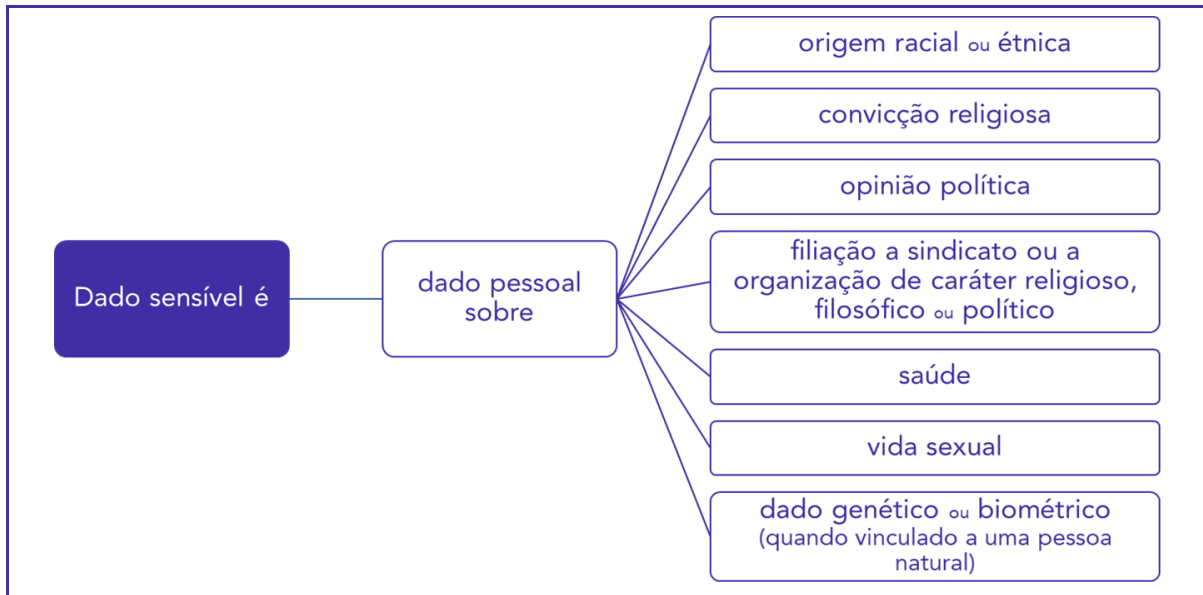 Dado sensível é
dado pessoal
sobre
origem racial ou étnica
convicção religiosa
opinião política
filiação a sindicato ou a
organização de caráter religioso,
filosófico ou político
saúde
vida sexual
dado genético ou biométrico
(quando vinculado a uma pessoa
natural)